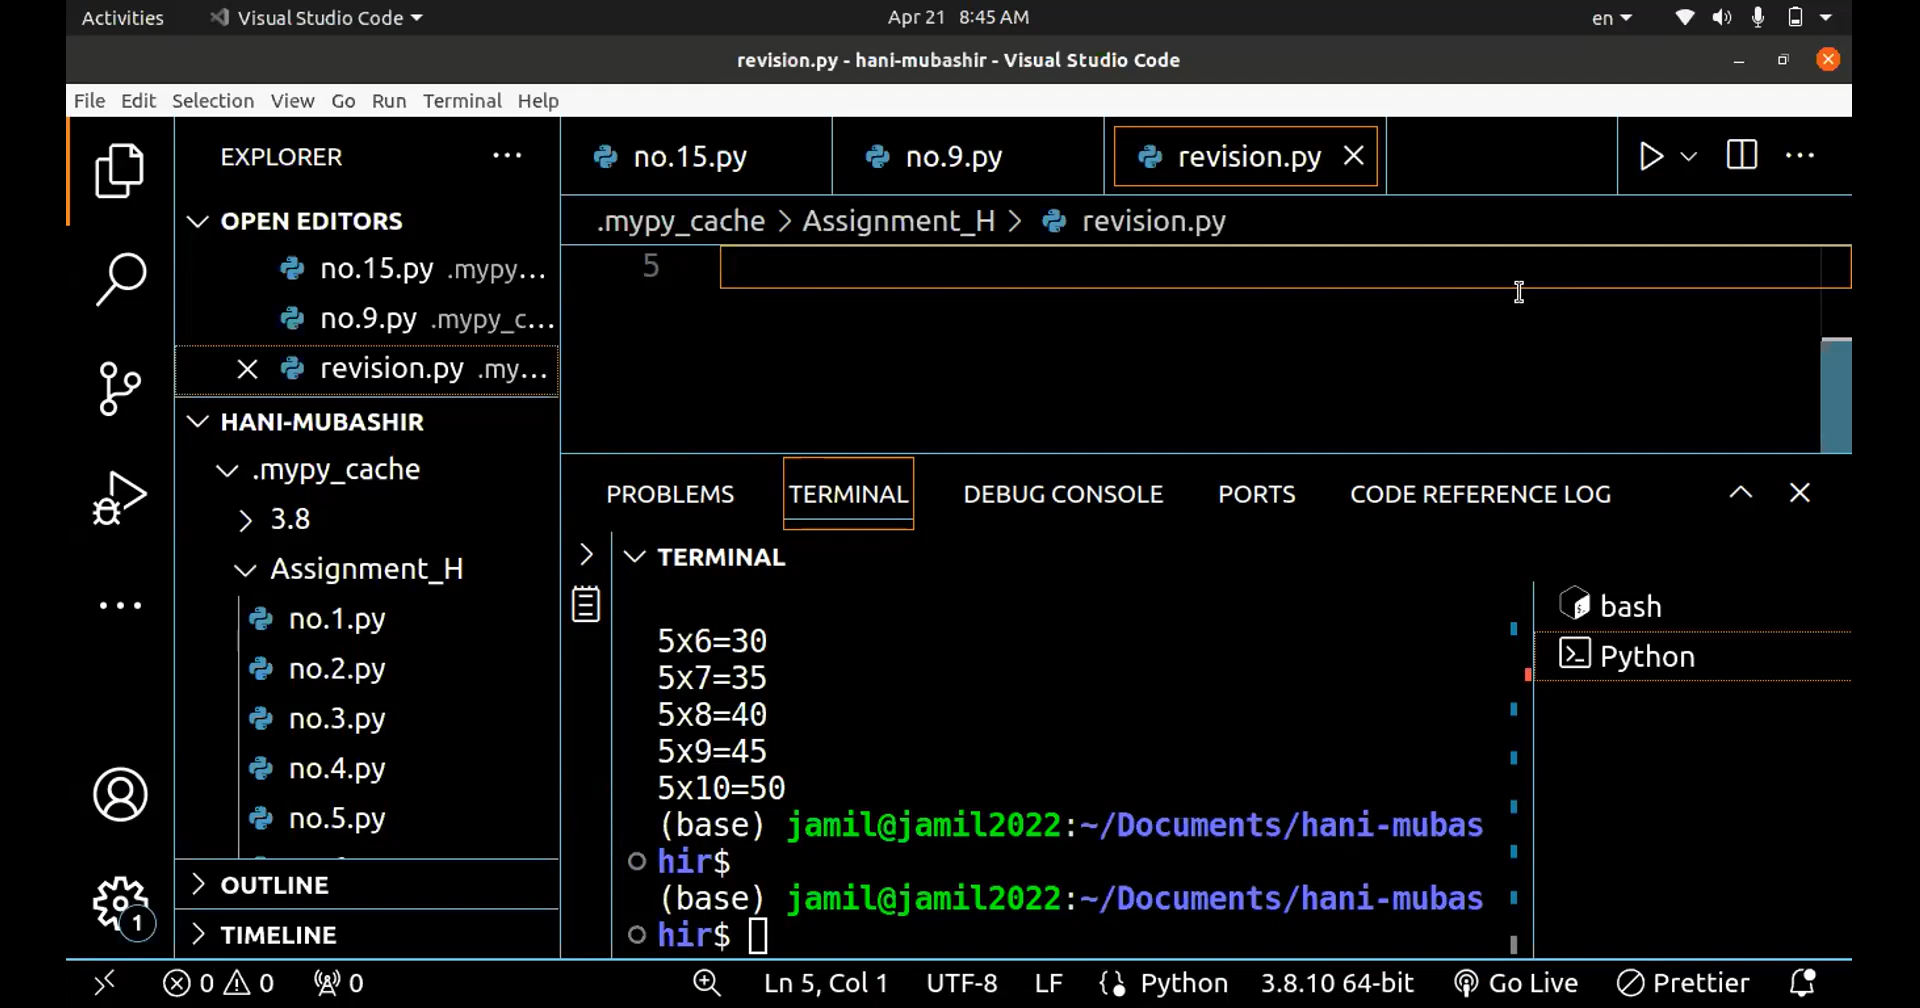 Activities Visual Studio Code Apr 21 8:45 AM en
revision.py - hani-mubashir - Visual Studio Code
File Edit Selection View Go Run Terminal Help
EXPLORER ...
OPEN EDITORS
no.15.py .mypy...
no.9.py .mypy_c...
revision.py .my...
HANI-MUBASHIR
.mypy_cache
3.8
Assignment_H
no.1.py
no.2.py
no.3.py
no.4.py
no.5.py
OUTLINE
TIMELINE
1
no.15.py no.9.py revision.py
.mypy_cache > Assignment_H > revision.py
5
PROBLEMS TERMINAL DEBUG CONSOLE PORTS CODE REFERENCE LOG
TERMINAL
5x6=30
5x7=35
5x8=40
5x9=45
5x10=50
(base) jamil@jamil2022:~/Documents/hani-mubas
hir$
(base) jamil@jamil2022:~/Documents/hani-mubas
hir$
bash
Python
0 0 0 Ln 5, Col 1 UTF-8 LF Python 3.8.10 64-bit Go Live Prettier